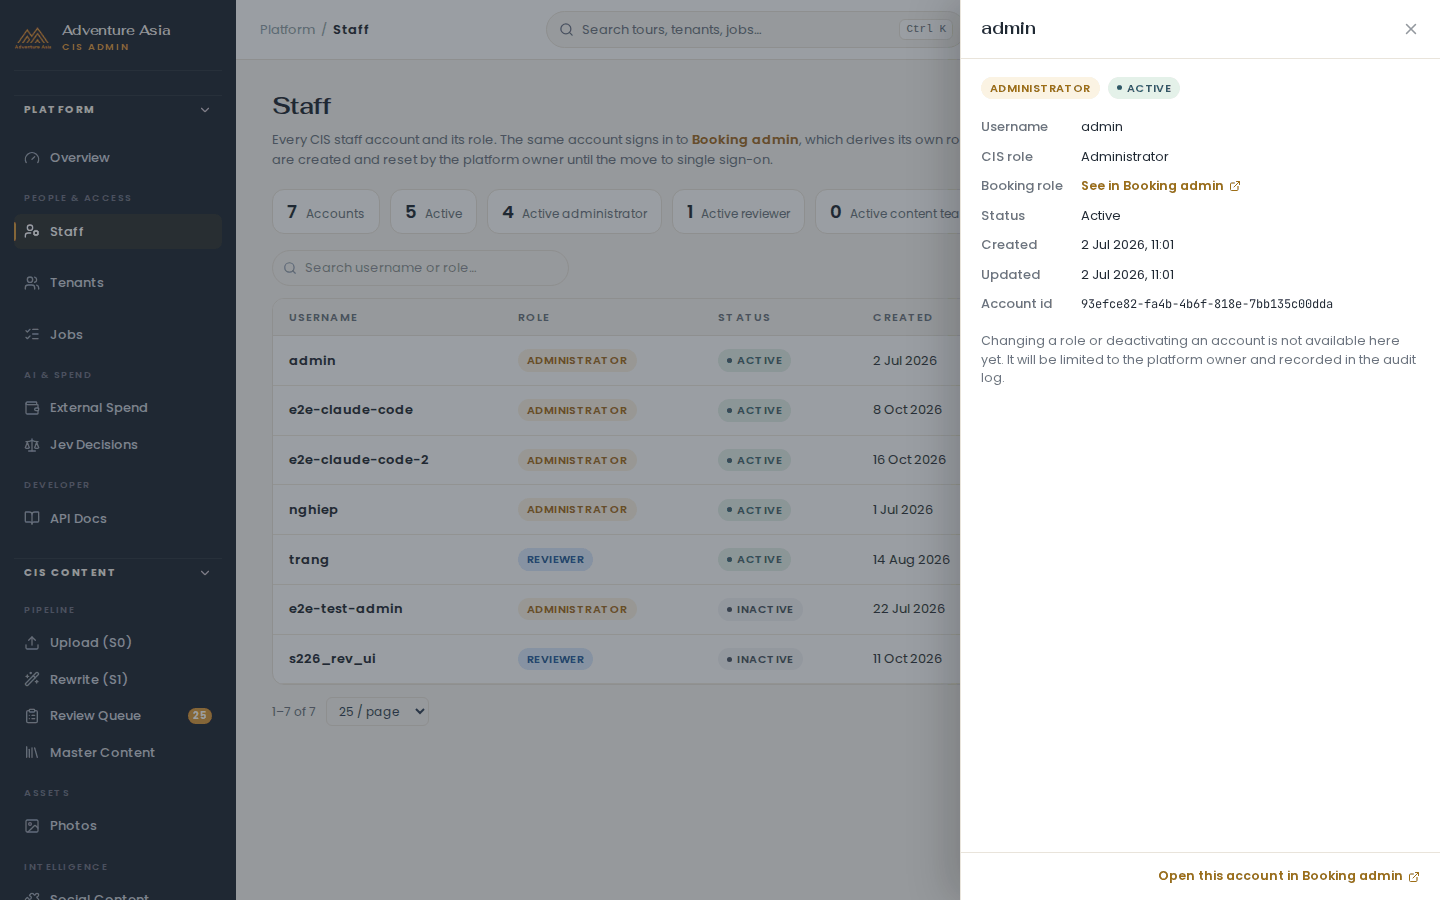 Adventure Asia
CIS ADMIN
PLATFORM
Overview
PEOPLE & ACCESS
Staff
Tenants
Jobs
AI & SPEND
External Spend
Jev Decisions
DEVELOPER
API Docs
CIS CONTENT
PIPELINE
Upload (S0)
Rewrite (S1)
Review Queue 25
Master Content
ASSETS
Photos
INTELLIGENCE
Social Content
Platform / Staff
Search tours, tenants, jobs...
Ctrl K
Staff
Every CIS staff account and its role. The same account signs in to Booking admin, which derives its own ro
are created and reset by the platform owner until the move to single sign-on.
7 Accounts
5 Active
4 Active administrator
1 Active reviewer
0 Active content tea
Search username or role...
USERNAME ROLE STATUS CREATED
admin ADMINISTRATOR ACTIVE 2 Jul 2026
e2e-claude-code ADMINISTRATOR ACTIVE 8 Oct 2026
e2e-claude-code-2 ADMINISTRATOR ACTIVE 16 Oct 2026
nghiep ADMINISTRATOR ACTIVE 1 Jul 2026
trang REVIEWER ACTIVE 14 Aug 2026
e2e-test-admin ADMINISTRATOR INACTIVE 22 Jul 2026
s226_rev_ui REVIEWER INACTIVE 11 Oct 2026
1–7 of 7 25 / page
admin
ADMINISTRATOR ACTIVE
Username admin
CIS role Administrator
Booking role See in Booking admin
Status Active
Created 2 Jul 2026, 11:01
Updated 2 Jul 2026, 11:01
Account id 93efce82-fa4b-4b6f-818e-7bb135c00dda
Changing a role or deactivating an account is not available here
yet. It will be limited to the platform owner and recorded in the audit
log.
Open this account in Booking admin